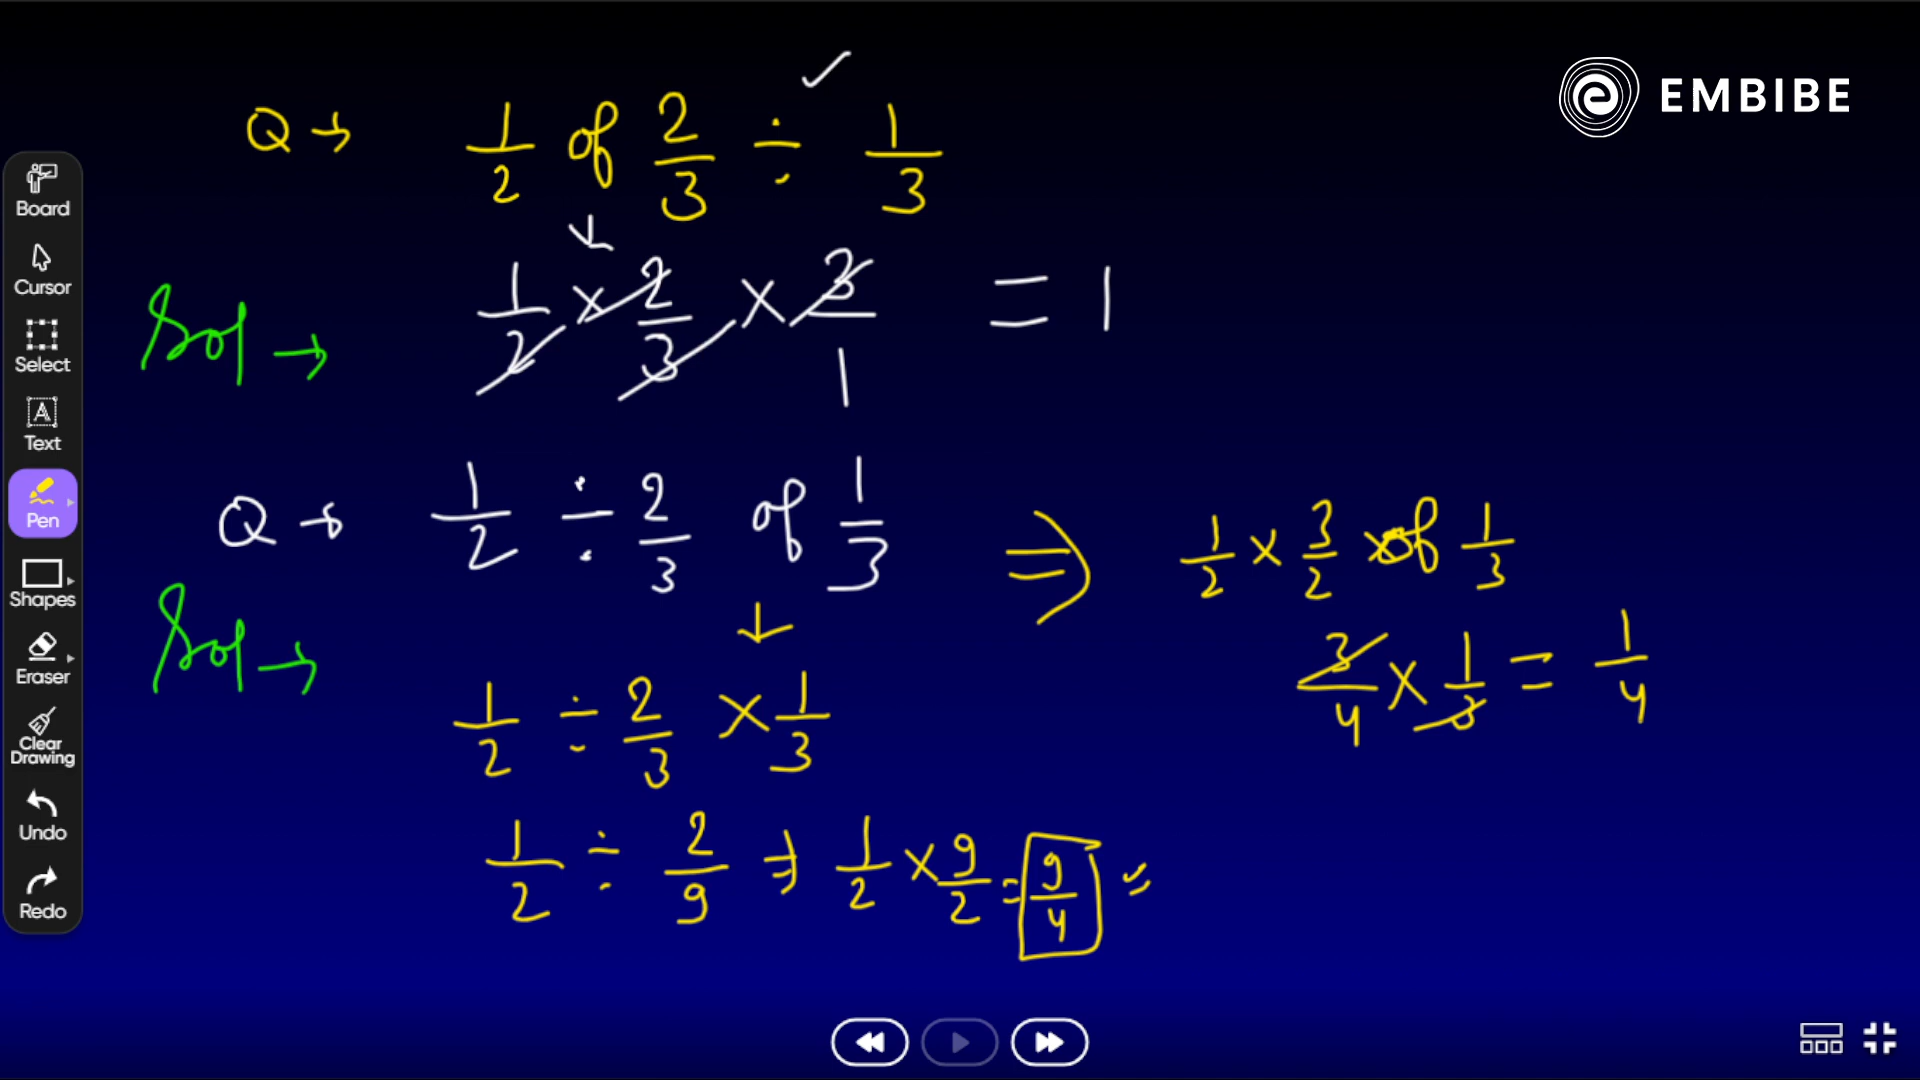 EMBIBE
Q → 1/2 of 2/3 ÷ 1/3
Sol → 1/2 × 2/3 × 3/1 = 1
Q → 1/2 ÷ 2/3 of 1/3 ⇒ 1/2 × 3/2 of 1/3
3/4 × 1/3 = 1/4
Sol → 1/2 ÷ 2/3 × 1/3
1/2 ÷ 2/9 ⇒ 1/2 × 9/2 = 9/4 =
Board
Cursor
Select
Text
Pen
Shapes
Eraser
Clear
Drawing
Undo
Redo